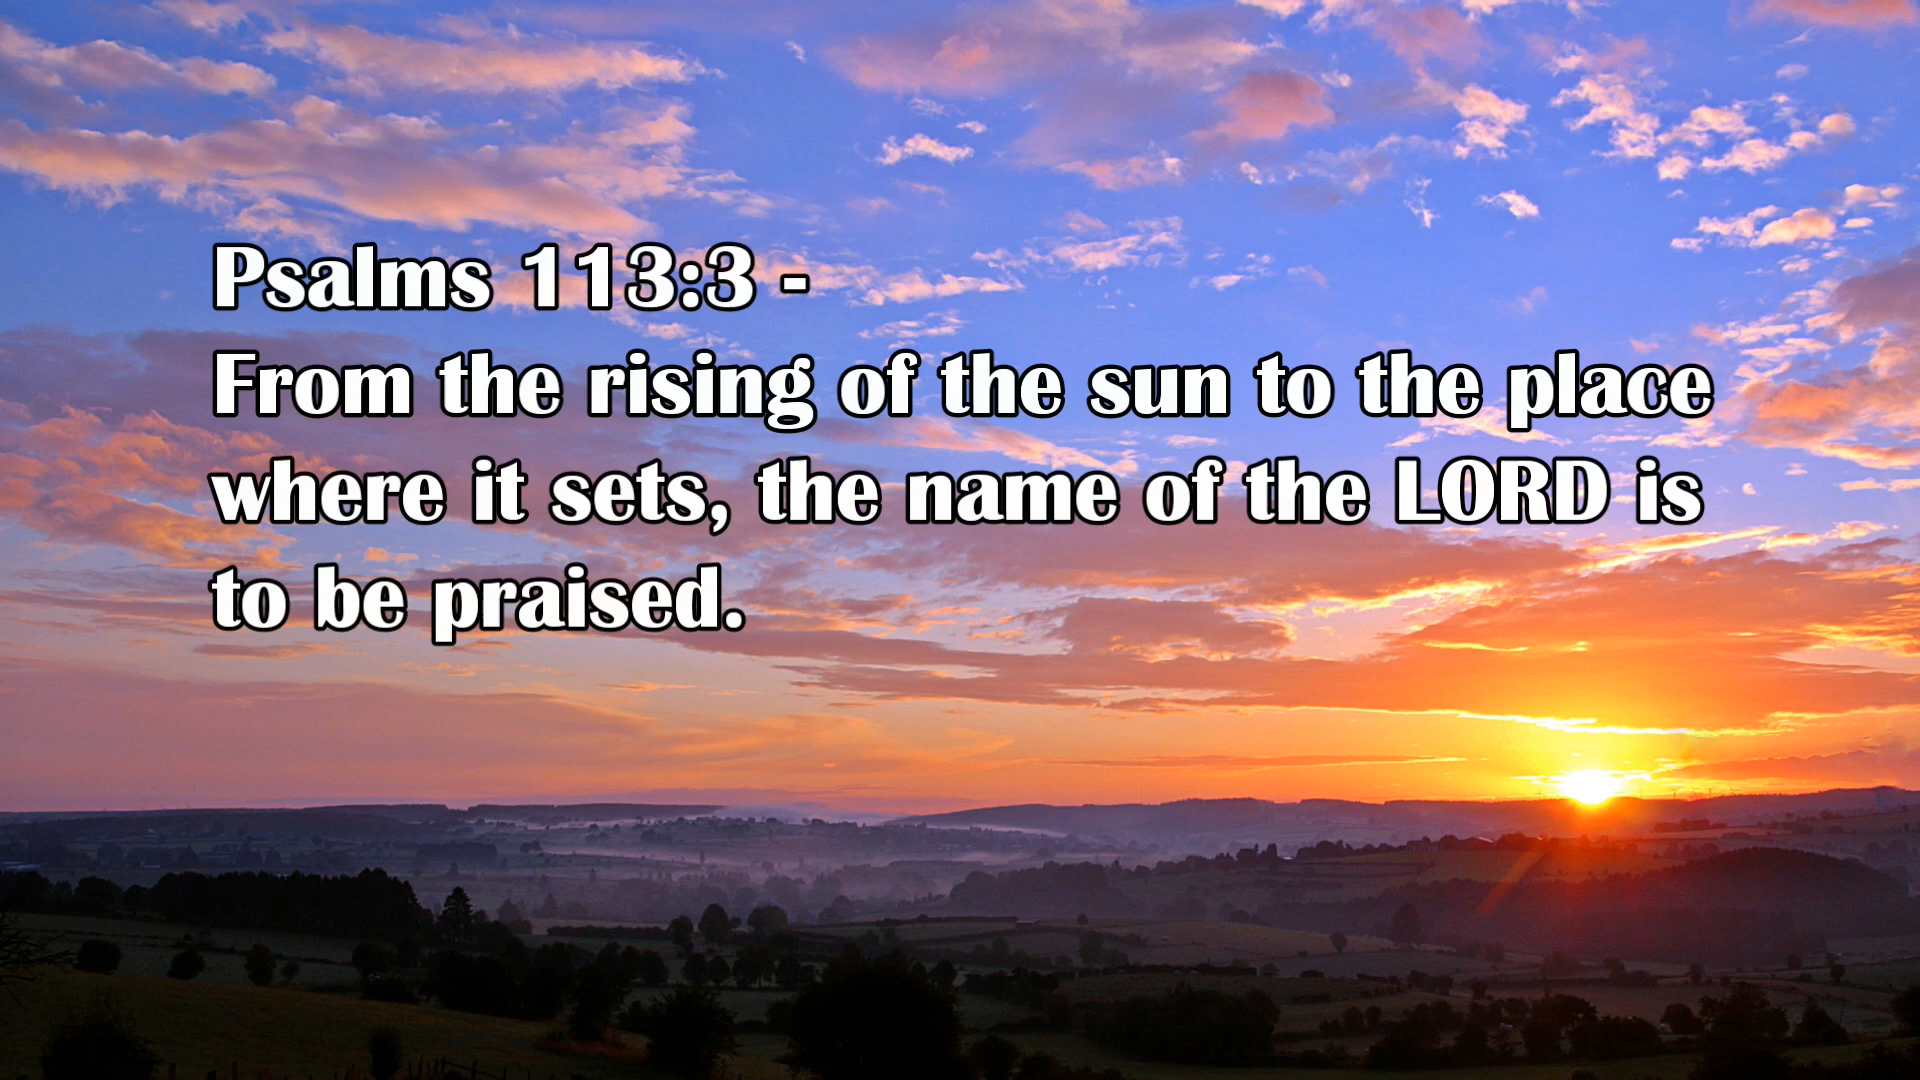 Psalms 113:3 -
From the rising of the sun to the place
where it sets, the name of the LORD is
to be praised.